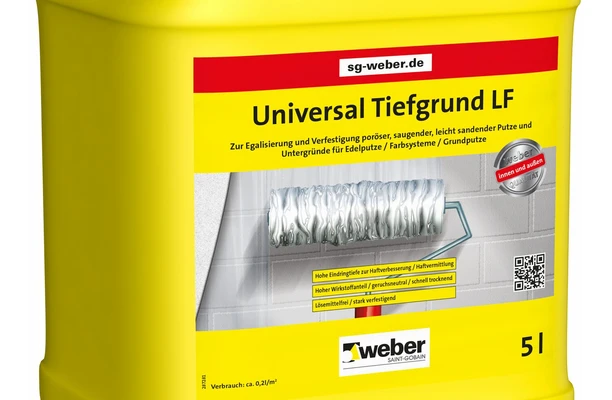 sg-weber.de
Universal Tiefgrund LF
Zur Egalisierung und Verfestigung poröser, saugender, leicht sandender Putze und
Untergründe für Edelputze / Farbsysteme / Grundputze
weber
innen und außen
Hohe Eindringtiefe zur Haftverbesserung / Haftvermittlung
Hoher Wirkstoffanteil / geruchsneutral / schnell trocknend
Lösemittelfrei / stark verfestigend
weber
SAINT-GOBAIN
5 l
Verbrauch: ca. 0,2l/m²